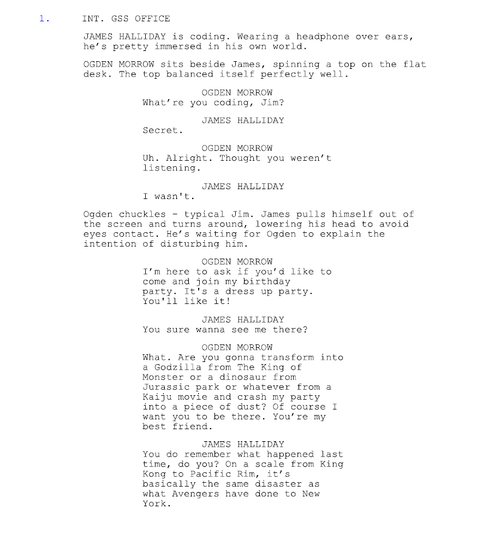 1. INT. GSS OFFICE
JAMES HALLIDAY is coding. Wearing a headphone over ears,
he's pretty immersed in his own world.
OGDEN MORROW sits beside James, spinning a top on the flat
desk. The top balanced itself perfectly well.
OGDEN MORROW
What're you coding, Jim?
JAMES HALLIDAY
Secret.
OGDEN MORROW
Uh. Alright. Thought you weren't
listening.
JAMES HALLIDAY
I wasn't.
Ogden chuckles - typical Jim. James pulls himself out of
the screen and turns around, lowering his head to avoid
eyes contact. He's waiting for Ogden to explain the
intention of disturbing him.
OGDEN MORROW
I'm here to ask if you'd like to
come and join my birthday
party. It's a dress up party.
You'll like it!
JAMES HALLIDAY
You sure wanna see me there?
OGDEN MORROW
What. Are you gonna transform into
a Godzilla from The King of
Monster or a dinosaur from
Jurassic park or whatever from a
Kaiju movie and crash my party
into a piece of dust? Of course I
want you to be there. You're my
best friend.
JAMES HALLIDAY
You do remember what happened last
time, do you? On a scale from King
Kong to Pacific Rim, it's
basically the same disaster as
what Avengers have done to New
York.